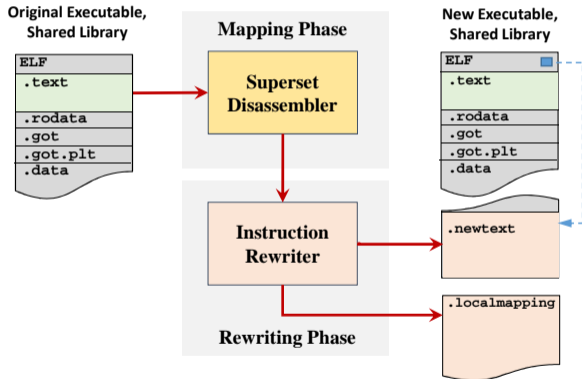 Original Executable,
Shared Library
ELF
.text
.rodata
.got
.got.plt
.data
Mapping Phase
Superset
Disassembler
Instruction
Rewriter
Rewriting Phase
New Executable,
Shared Library
ELF
.text
.rodata
.got
.got.plt
.data
.newtext
.localmapping